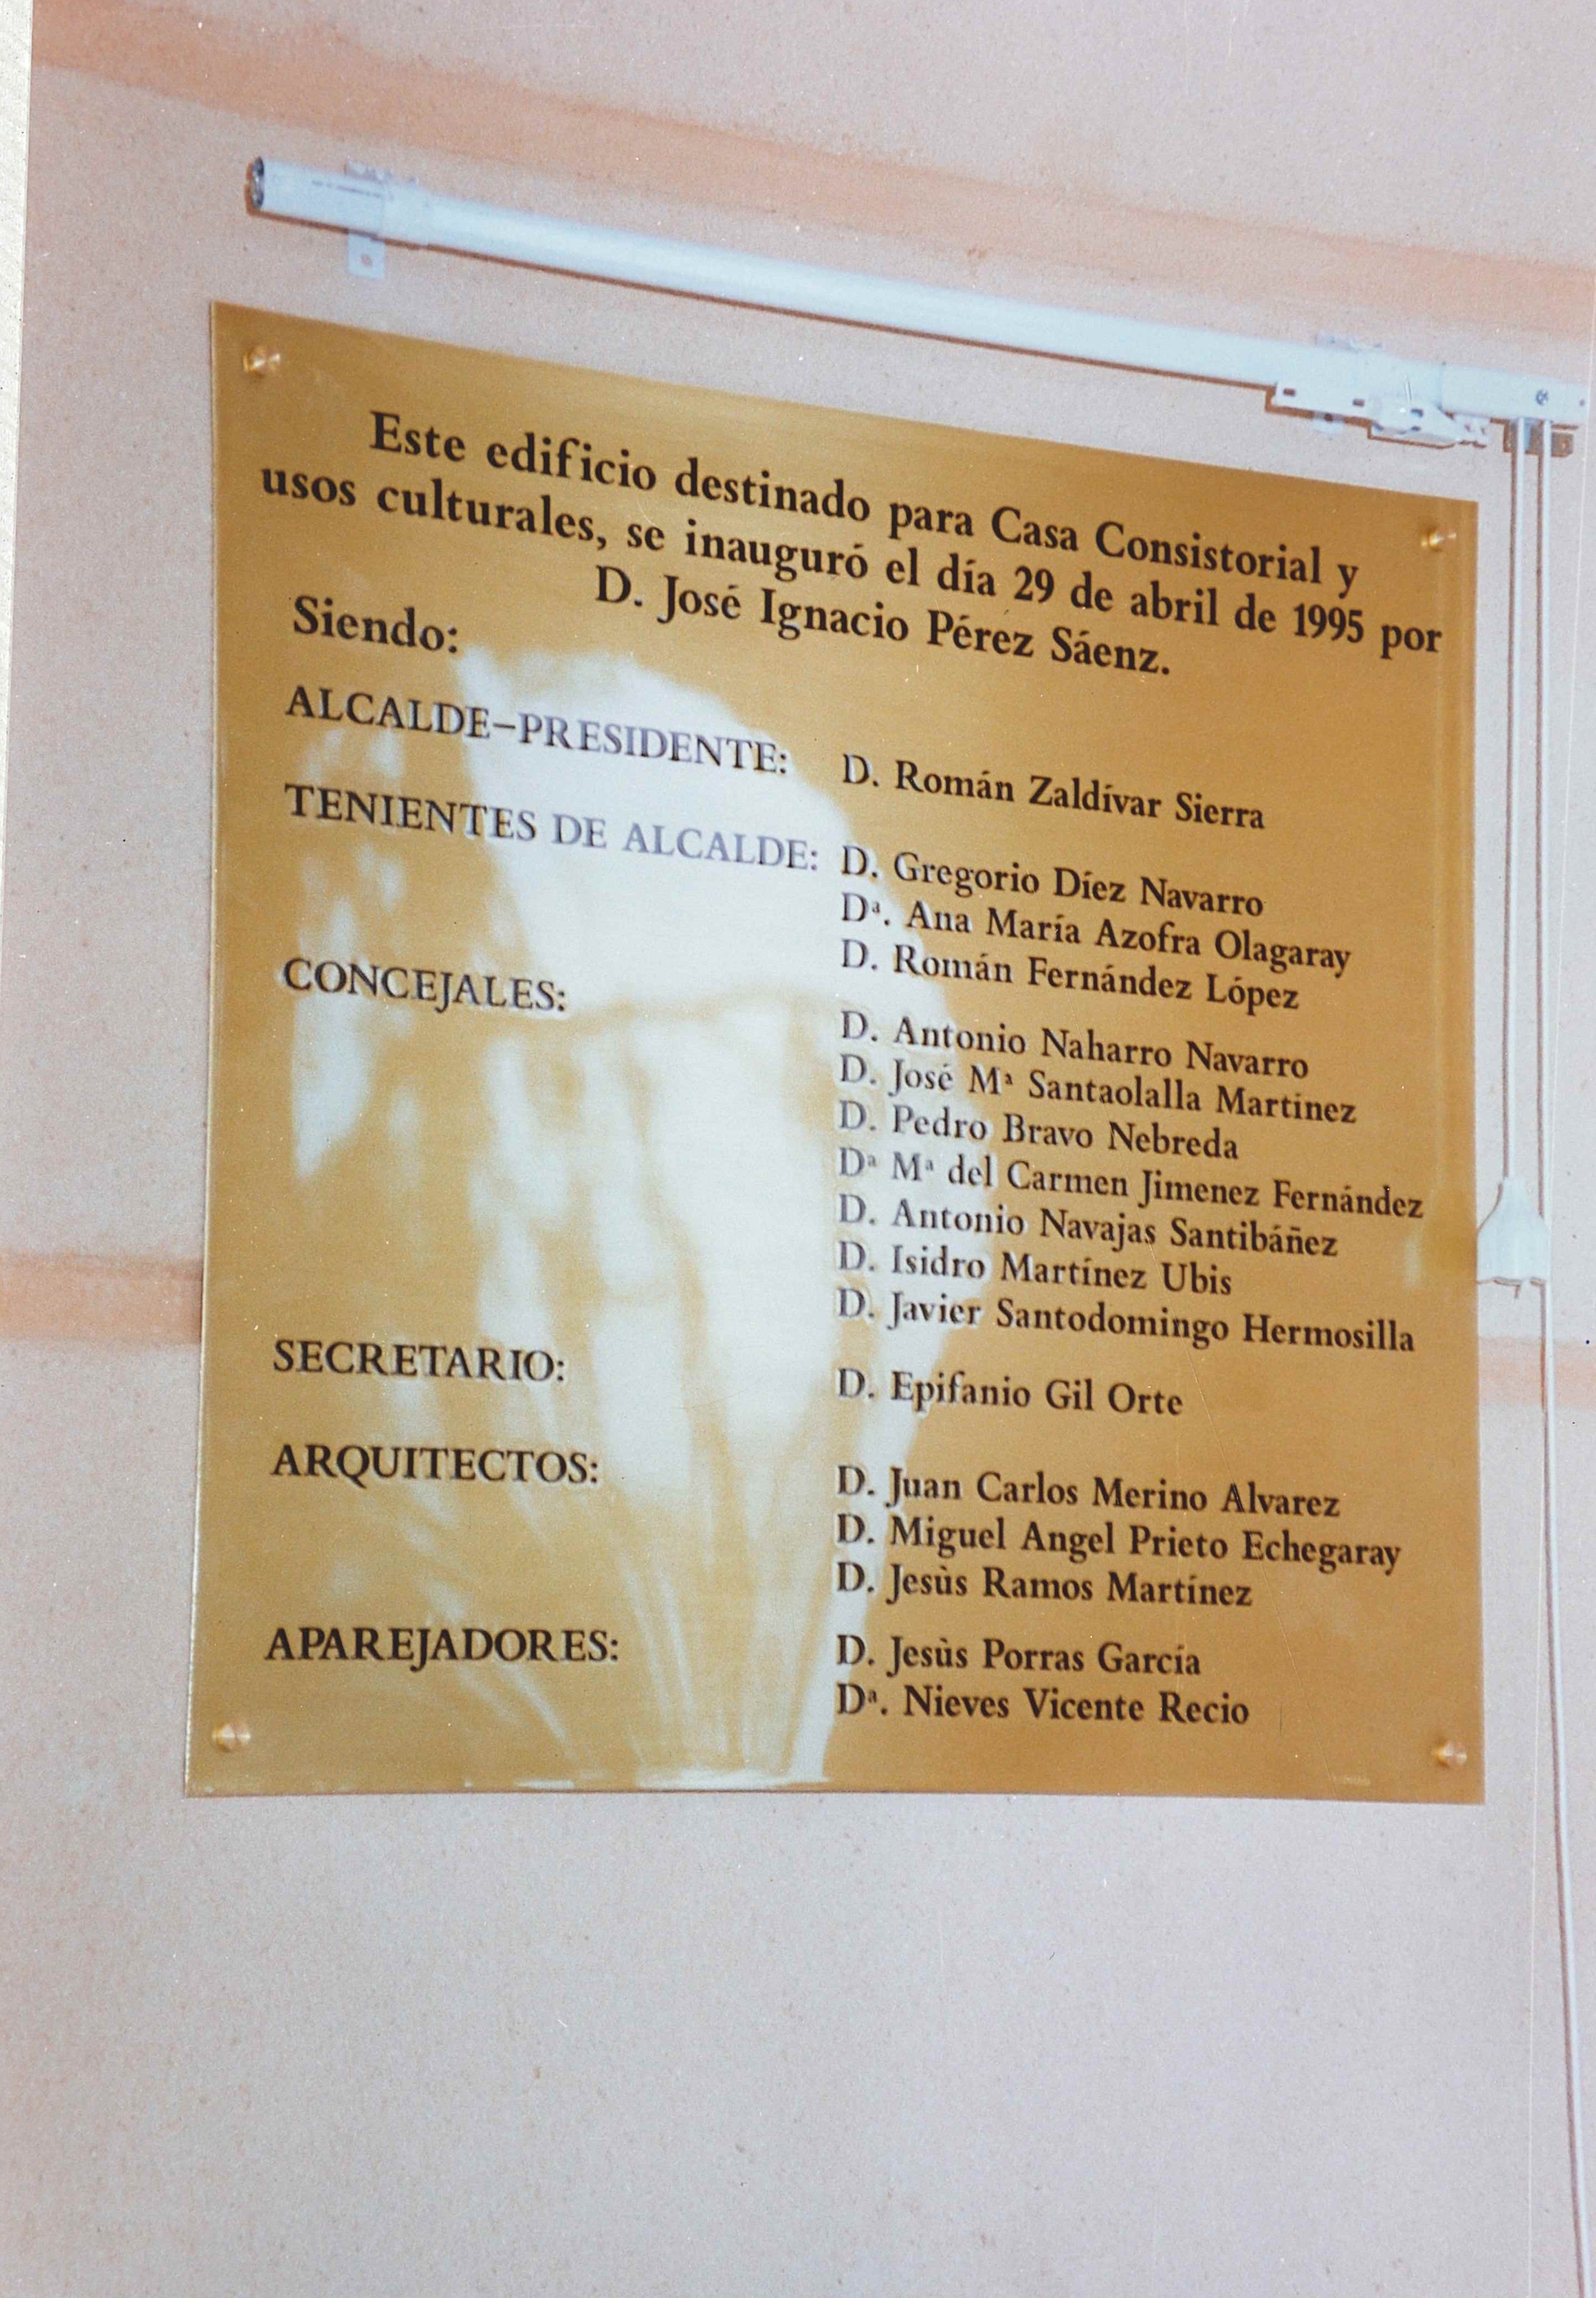 Este edificio destinado para Casa Consistorial y
usos culturales, se inauguró el día 29 de abril de 1995 por
D. José Ignacio Pérez Sáenz.
Siendo:
ALCALDE-PRESIDENTE: D. Román Zaldívar Sierra
TENIENTES DE ALCALDE: D. Gregorio Díez Navarro
Dª. Ana María Azofra Olagaray
D. Román Fernández López
CONCEJALES:
D. Antonio Naharro Navarro
D. José Mª Santaolalla Martínez
D. Pedro Bravo Nebreda
Dª Mª del Carmen Jimenez Fernández
D. Antonio Navajas Santibáñez
D. Isidro Martínez Ubis
D. Javier Santodomingo Hermosilla
SECRETARIO: D. Epifanio Gil Orte
ARQUITECTOS: D. Juan Carlos Merino Alvarez
D. Miguel Angel Prieto Echegaray
D. Jesùs Ramos Martínez
APAREJADORES: D. Jesùs Porras García
Dª. Nieves Vicente Recio